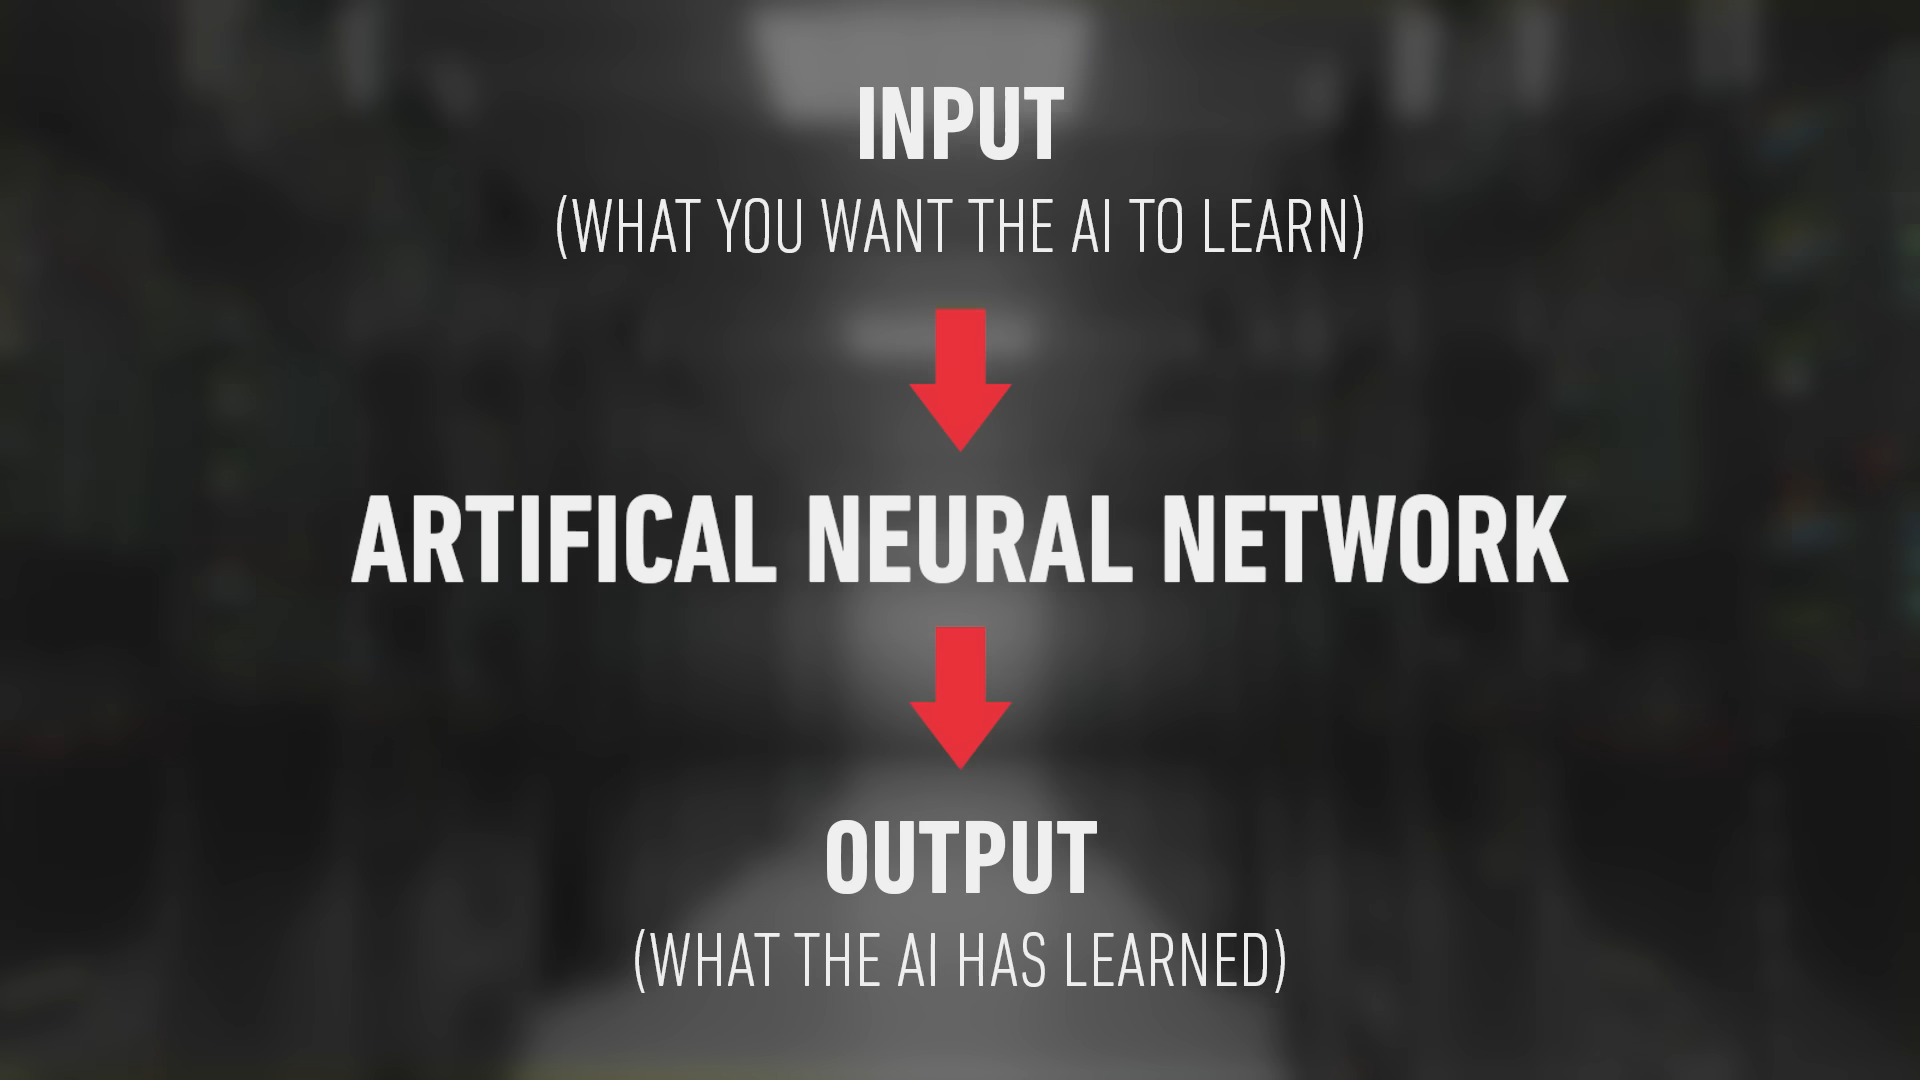 INPUT
(WHAT YOU WANT THE AI TO LEARN)
ARTIFICAL NEURAL NETWORK
OUTPUT
(WHAT THE AI HAS LEARNED)